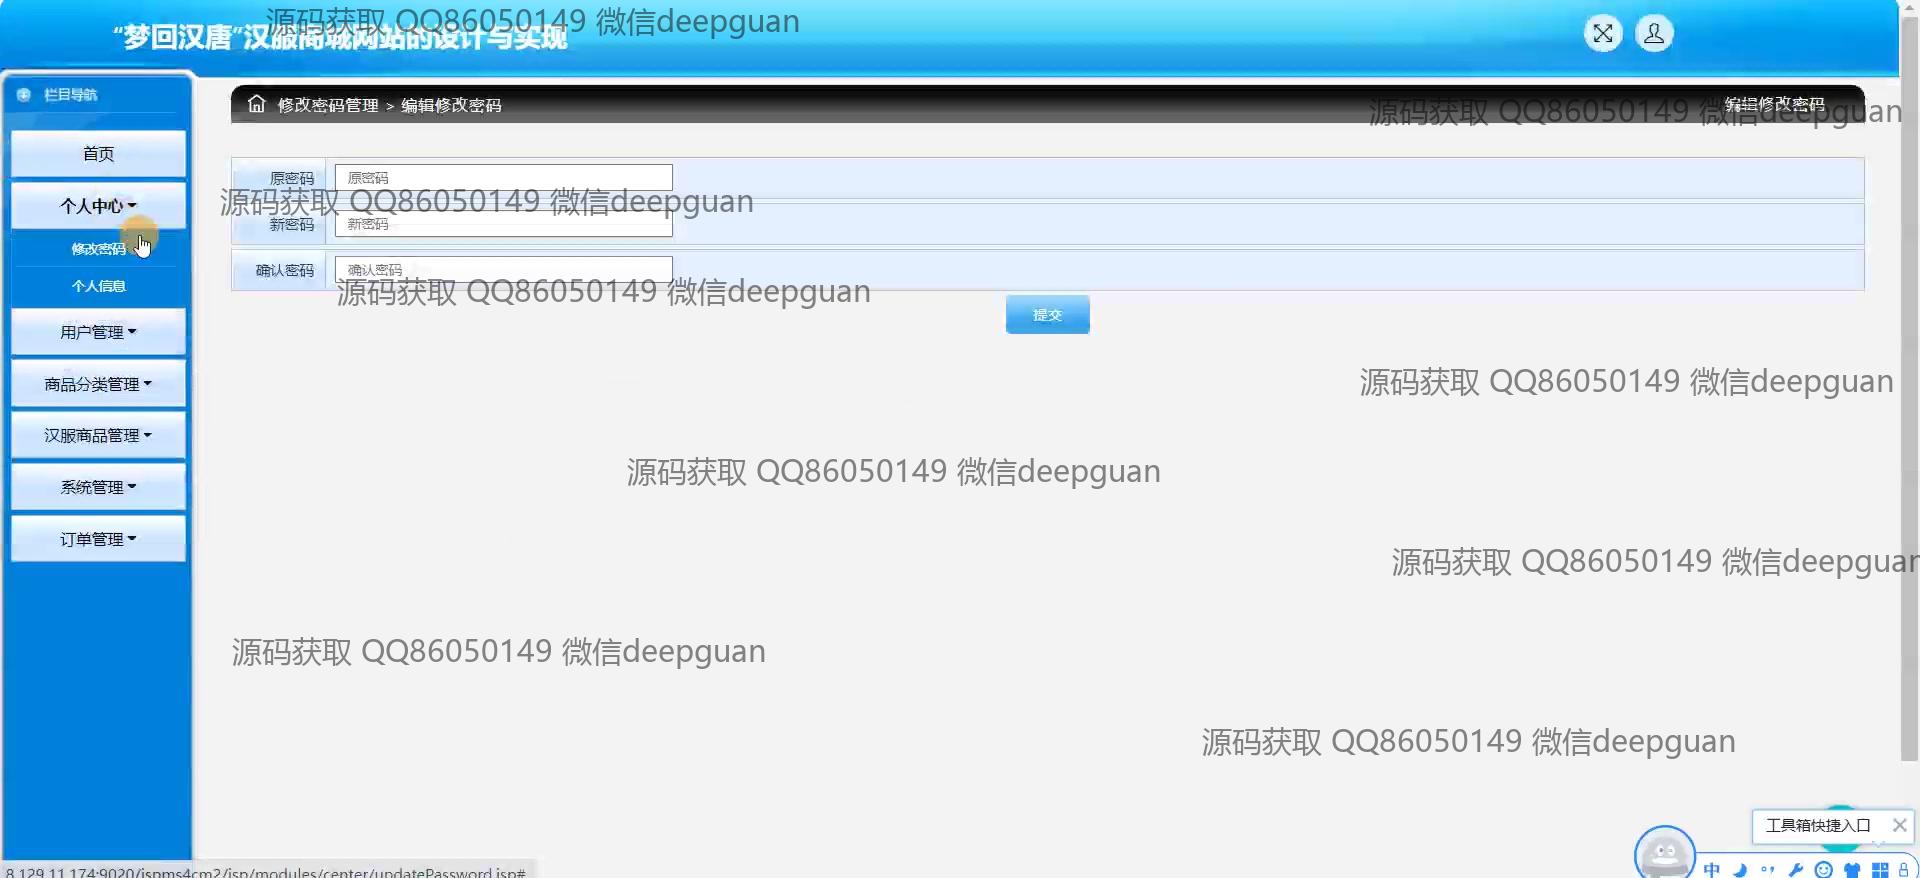 源码获取 QQ86050149 微信deepguan
“梦回汉唐”汉服商城网站的设计与实现
栏目导航
首页
个人中心
修改密码
个人信息
用户管理
商品分类管理
汉服商品管理
系统管理
订单管理
修改密码管理 > 编辑修改密码
编辑修改密码
源码获取 QQ86050149 微信deepguan
原密码 原密码
源码获取 QQ86050149 微信deepguan
新密码 新密码
确认密码 确认密码
源码获取 QQ86050149 微信deepguan
提交
源码获取 QQ86050149 微信deepguan
源码获取 QQ86050149 微信deepguan
源码获取 QQ86050149 微信deepguan
源码获取 QQ86050149 微信deepguan
源码获取 QQ86050149 微信deepguan
工具箱快捷入口
中
8.129.11.174:9020/jspms4cm2/jsp/modules/center/updatePassword.jsp#